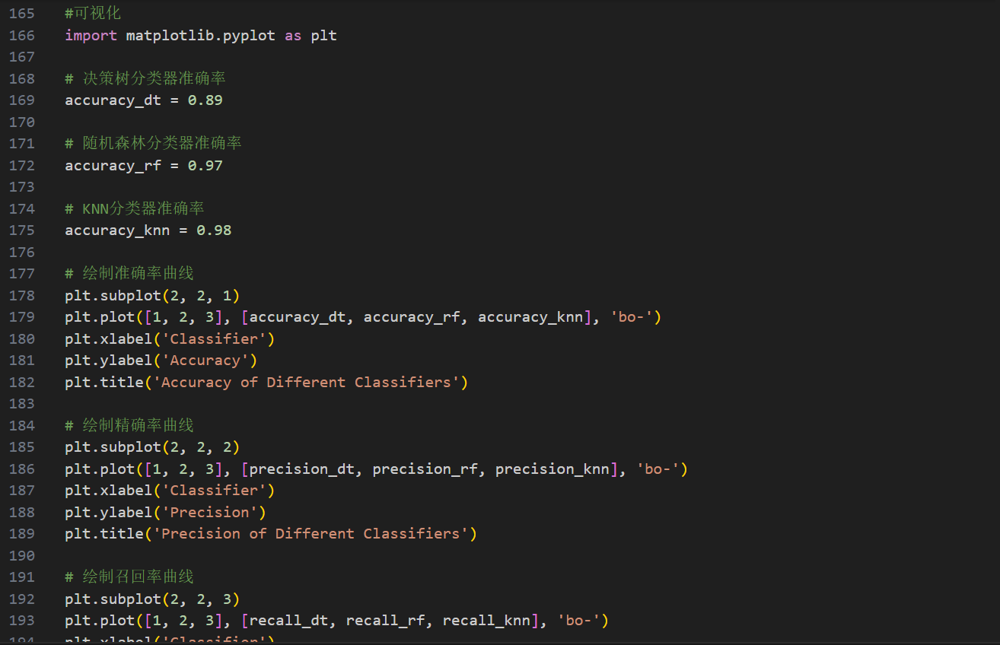 165 #可视化
166 import matplotlib.pyplot as plt
167
168 # 决策树分类器准确率
169 accuracy_dt = 0.89
170
171 # 随机森林分类器准确率
172 accuracy_rf = 0.97
173
174 # KNN分类器准确率
175 accuracy_knn = 0.98
176
177 # 绘制准确率曲线
178 plt.subplot(2, 2, 1)
179 plt.plot([1, 2, 3], [accuracy_dt, accuracy_rf, accuracy_knn], 'bo-')
180 plt.xlabel('Classifier')
181 plt.ylabel('Accuracy')
182 plt.title('Accuracy of Different Classifiers')
183
184 # 绘制精确率曲线
185 plt.subplot(2, 2, 2)
186 plt.plot([1, 2, 3], [precision_dt, precision_rf, precision_knn], 'bo-')
187 plt.xlabel('Classifier')
188 plt.ylabel('Precision')
189 plt.title('Precision of Different Classifiers')
190
191 # 绘制召回率曲线
192 plt.subplot(2, 2, 3)
193 plt.plot([1, 2, 3], [recall_dt, recall_rf, recall_knn], 'bo-')
194 plt.xlabel('Classifier')